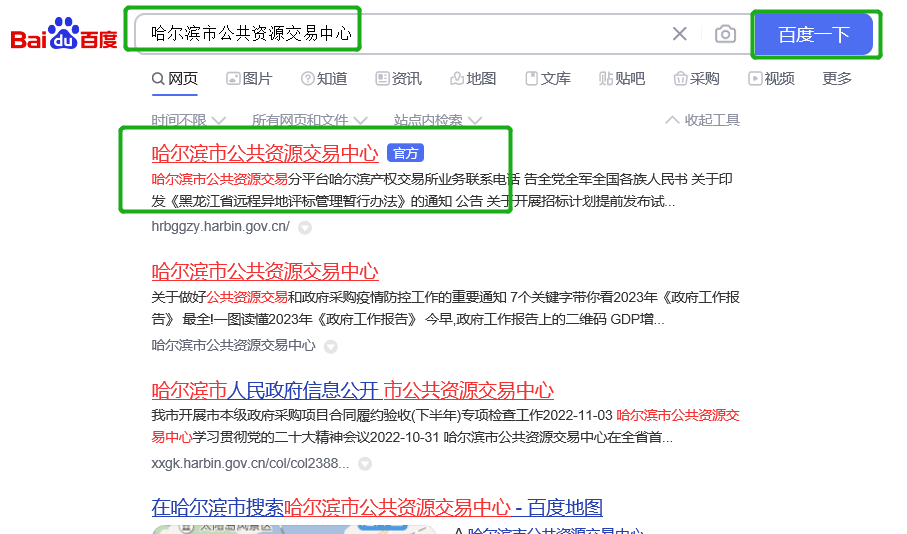 Bai du 百度 哈尔滨市公共资源交易中心 百度一下
网页 图片 知道 资讯 地图 文库 贴吧 采购 视频 更多
时间不限 所有网页和文件 站点内检索 收起工具
哈尔滨市公共资源交易中心 官方
哈尔滨市公共资源交易分平台哈尔滨产权交易所业务联系电话 告全党全军全国各族人民书 关于印
发《黑龙江省远程异地评标管理暂行办法》的通知 公告 关于开展招标计划提前发布试...
hrbggzy.harbin.gov.cn/
哈尔滨市公共资源交易中心
关于做好公共资源交易和政府采购疫情防控工作的重要通知 7个关键字带你看2023年《政府工作报
告》 最全!一图读懂2023年《政府工作报告》 今早,政府工作报告上的二维码 GDP增...
哈尔滨市公共资源交易中心
哈尔滨市人民政府信息公开 市公共资源交易中心
我市开展市本级政府采购项目合同履约验收(下半年)专项检查工作2022-11-03 哈尔滨市公共资源交
易中心学习贯彻党的二十大精神会议2022-10-31 哈尔滨市公共资源交易中心在全省首...
xxgk.harbin.gov.cn/col/col2388...
在哈尔滨市搜索哈尔滨市公共资源交易中心 - 百度地图
A 哈尔滨市公共资源交易中心